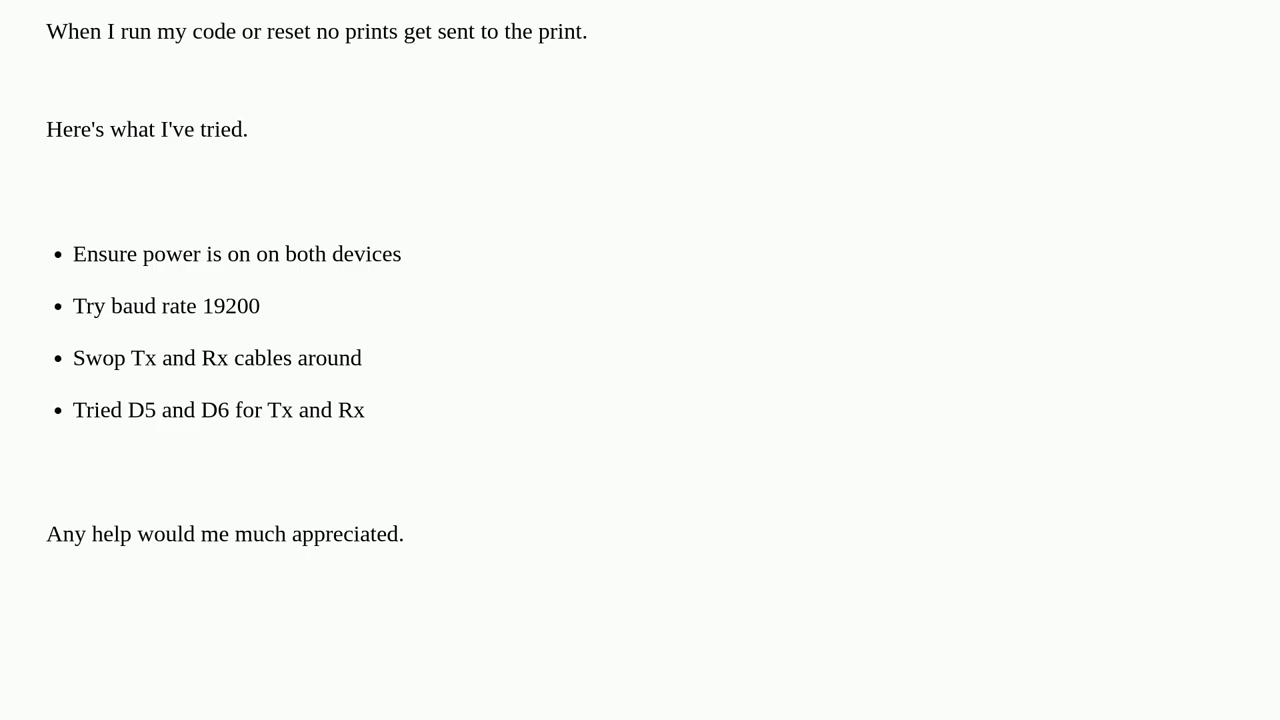 When I run my code or reset no prints get sent to the print.
Here's what I've tried.
• Ensure power is on on both devices
• Try baud rate 19200
• Swop Tx and Rx cables around
• Tried D5 and D6 for Tx and Rx
Any help would me much appreciated.